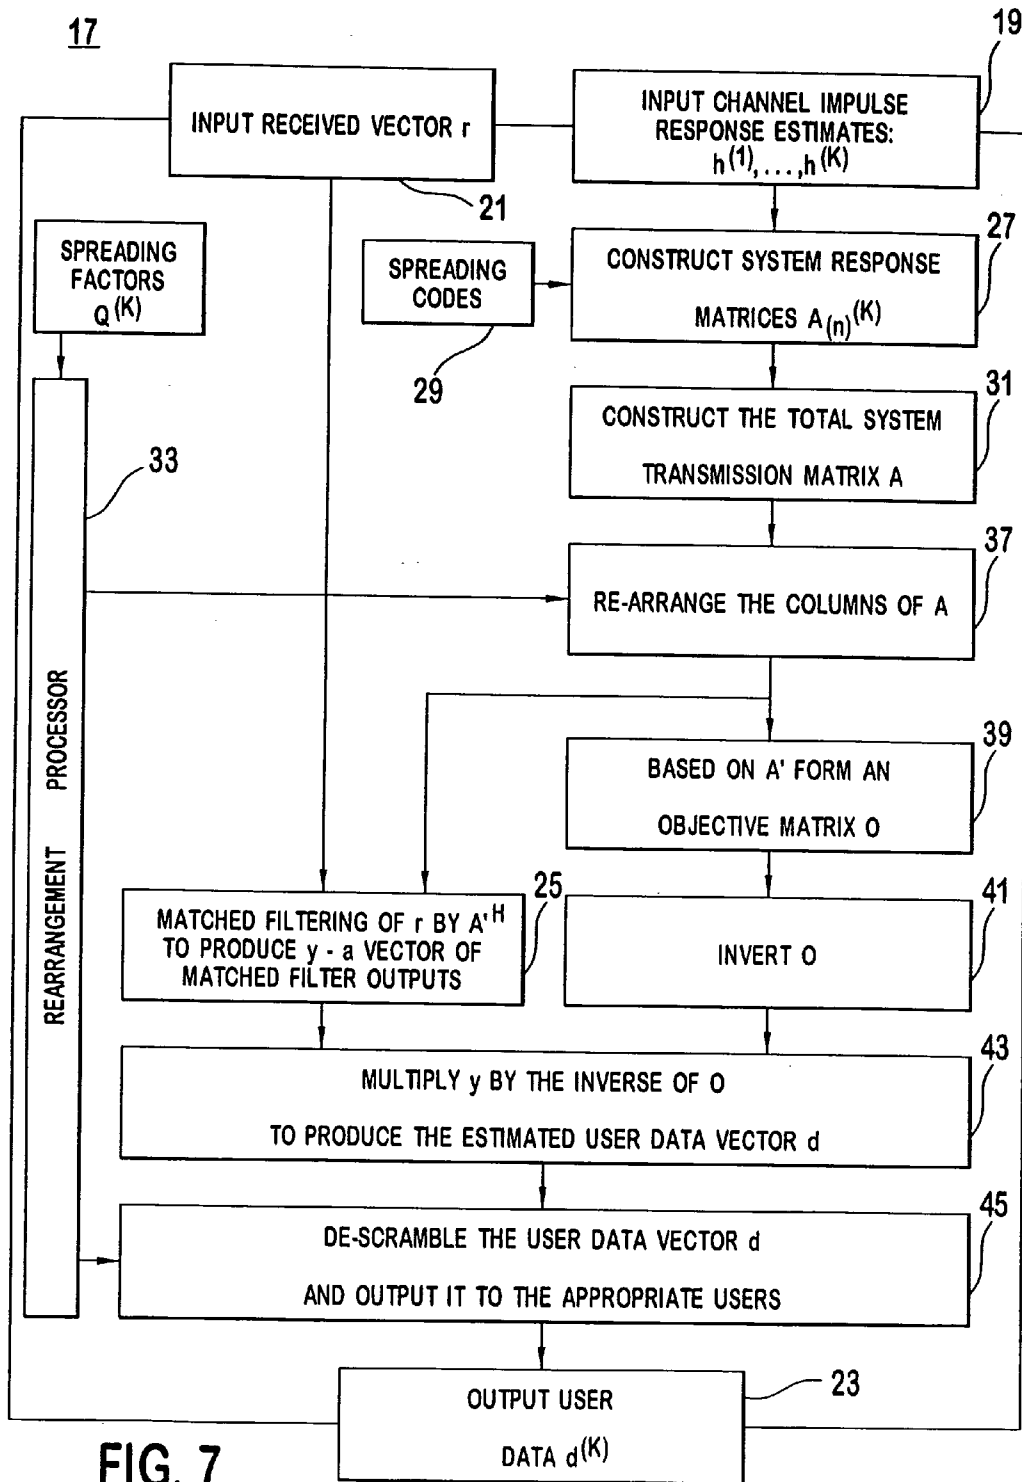 17
19
INPUT RECEIVED VECTOR r
INPUT CHANNEL IMPULSE
RESPONSE ESTIMATES:
h(1),...,h(K)
21
27
SPREADING
FACTORS
Q(K)
SPREADING
CODES
29
CONSTRUCT SYSTEM RESPONSE
MATRICES A(n)(K)
31
CONSTRUCT THE TOTAL SYSTEM
TRANSMISSION MATRIX A
33
37
RE-ARRANGE THE COLUMNS OF A
REARRANGEMENT PROCESSOR
39
BASED ON A' FORM AN
OBJECTIVE MATRIX O
25
MATCHED FILTERING OF r BY A'H
TO PRODUCE y - a VECTOR OF
MATCHED FILTER OUTPUTS
41
INVERT O
43
MULTIPLY y BY THE INVERSE OF O
TO PRODUCE THE ESTIMATED USER DATA VECTOR d
45
DE-SCRAMBLE THE USER DATA VECTOR d
AND OUTPUT IT TO THE APPROPRIATE USERS
23
OUTPUT USER
DATA d(K)
FIG. 7